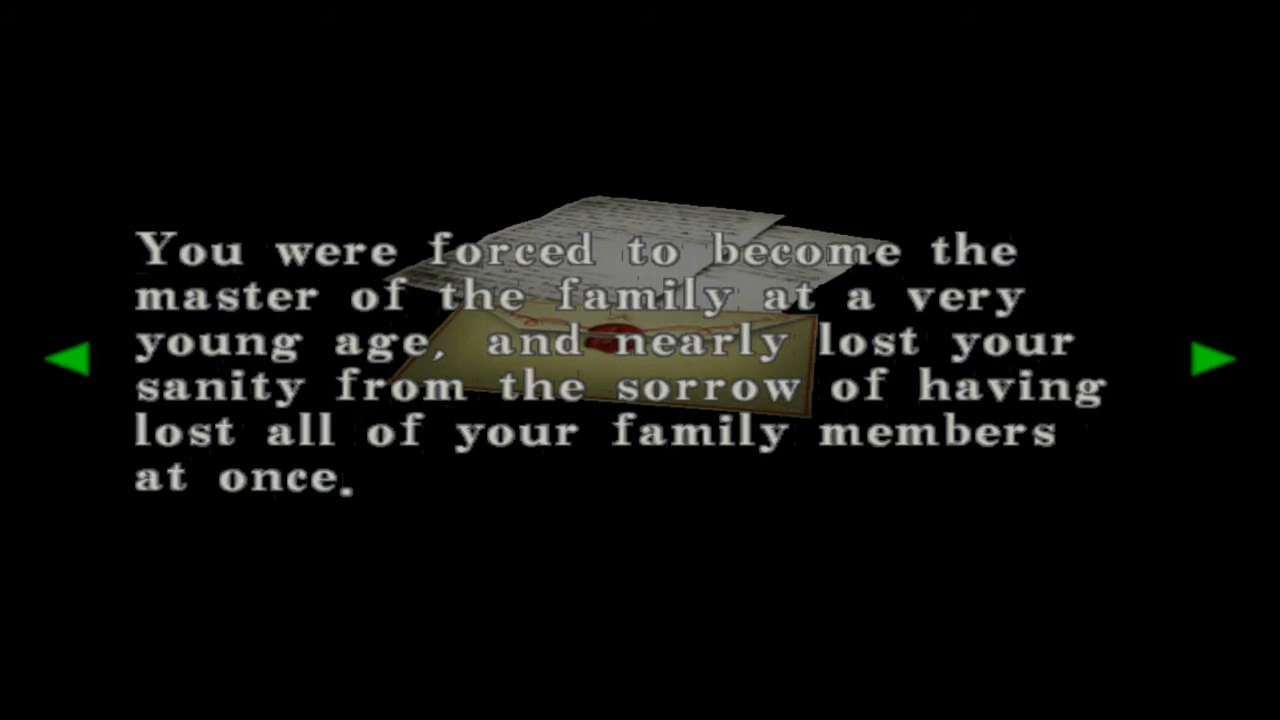 You were forced to become the
master of the family at a very
young age, and nearly lost your
sanity from the sorrow of having
lost all of your family members
at once.